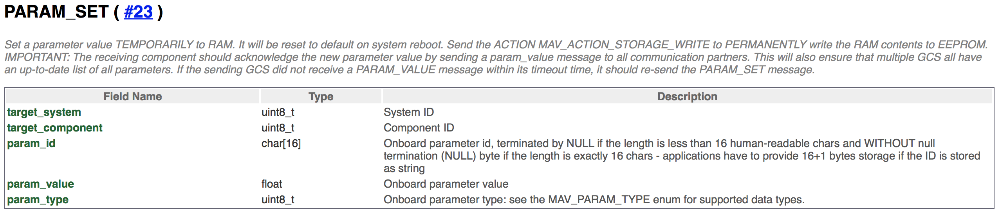 PARAM_SET ( #23 )
Set a parameter value TEMPORARILY to RAM. It will be reset to default on system reboot. Send the ACTION MAV_ACTION_STORAGE_WRITE to PERMANENTLY write the RAM contents to EEPROM.
IMPORTANT: The receiving component should acknowledge the new parameter value by sending a param_value message to all communication partners. This will also ensure that multiple GCS all have
an up-to-date list of all parameters. If the sending GCS did not receive a PARAM_VALUE message within its timeout time, it should re-send the PARAM_SET message.
Field Name Type Description
target_system uint8_t System ID
target_component uint8_t Component ID
param_id char[16] Onboard parameter id, terminated by NULL if the length is less than 16 human-readable chars and WITHOUT null
termination (NULL) byte if the length is exactly 16 chars - applications have to provide 16+1 bytes storage if the ID is stored
as string
param_value float Onboard parameter value
param_type uint8_t Onboard parameter type: see the MAV_PARAM_TYPE enum for supported data types.